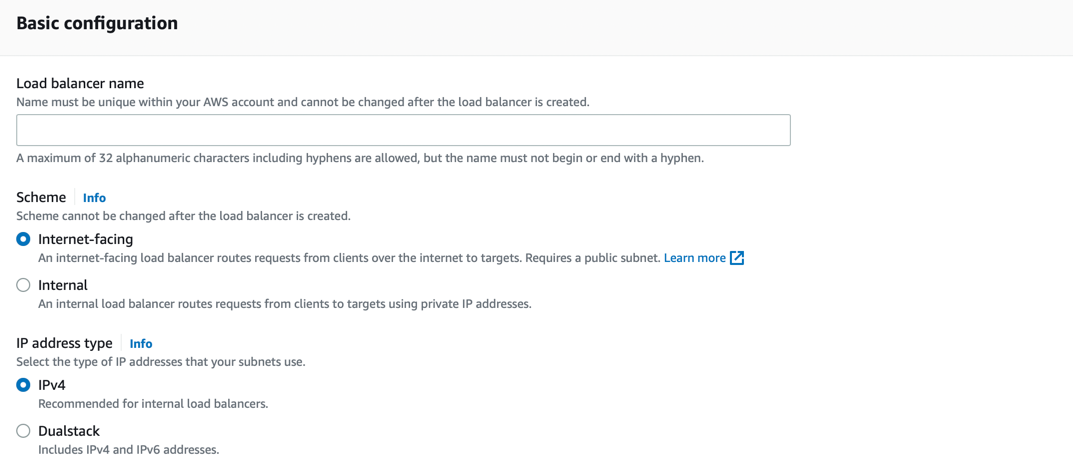 Basic configuration
Load balancer name
Name must be unique within your AWS account and cannot be changed after the load balancer is created.
A maximum of 32 alphanumeric characters including hyphens are allowed, but the name must not begin or end with a hyphen.
Scheme Info
Scheme cannot be changed after the load balancer is created.
Internet-facing
An internet-facing load balancer routes requests from clients over the internet to targets. Requires a public subnet. Learn more
Internal
An internal load balancer routes requests from clients to targets using private IP addresses.
IP address type Info
Select the type of IP addresses that your subnets use.
IPv4
Recommended for internal load balancers.
Dualstack
Includes IPv4 and IPv6 addresses.